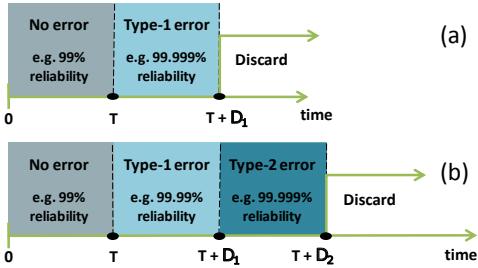 No error Type-1 error (a)
e.g. 99% e.g. 99.999% Discard
reliability reliability
0 T T + D1 time
No error Type-1 error Type-2 error (b)
e.g. 99% e.g. 99.99% e.g. 99.999% Discard
reliability reliability reliability
0 T T + D1 T + D2 time